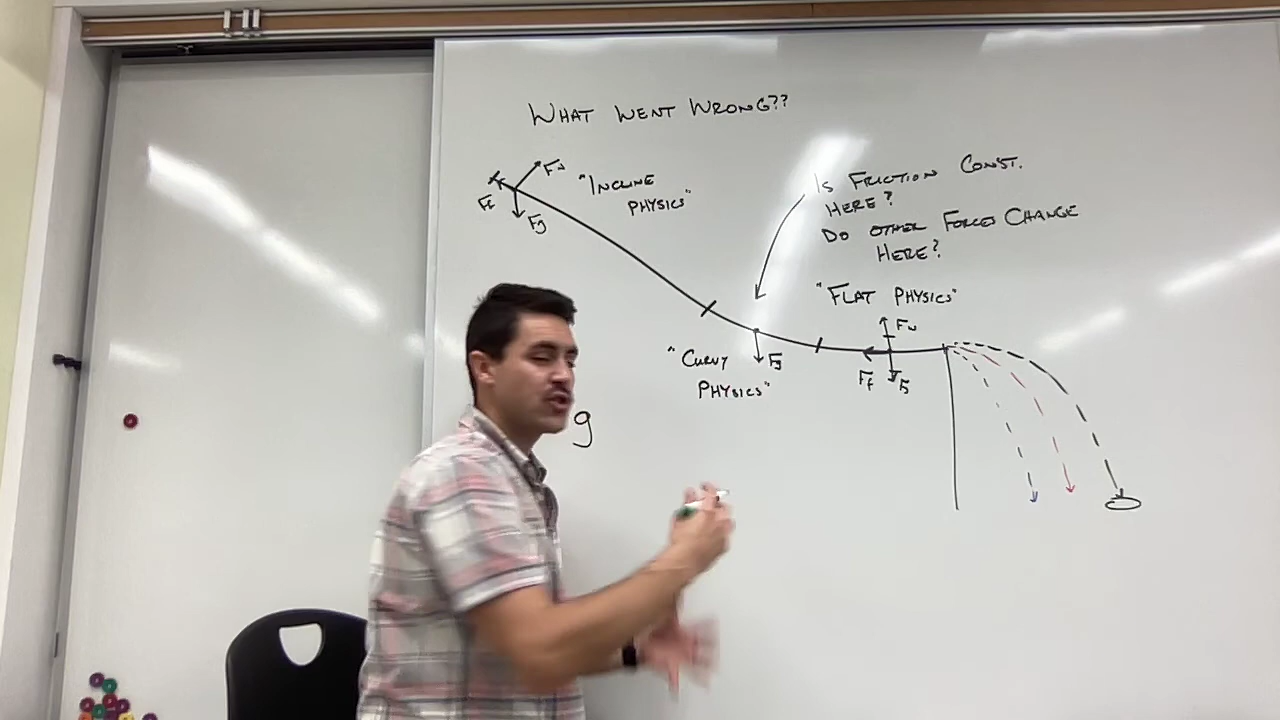 WHAT WENT WRONG??
FN
"INCLINE
PHYSICS"
Ff
Fg
IS FRICTION CONST.
HERE?
DO OTHER FORCES CHANGE
HERE?
"FLAT PHYSICS"
FN
"CURVY
PHYSICS"
Fg
Ff
Fg
g